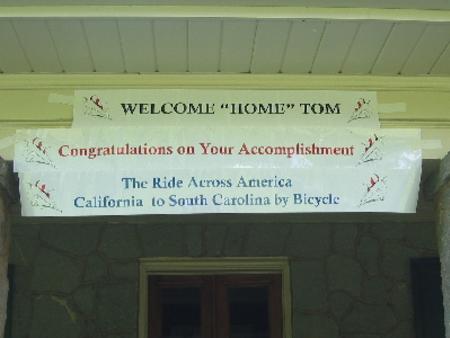 WELCOME "HOME" TOM
Congratulations on Your Accomplishment
The Ride Across America
California to South Carolina by Bicycle